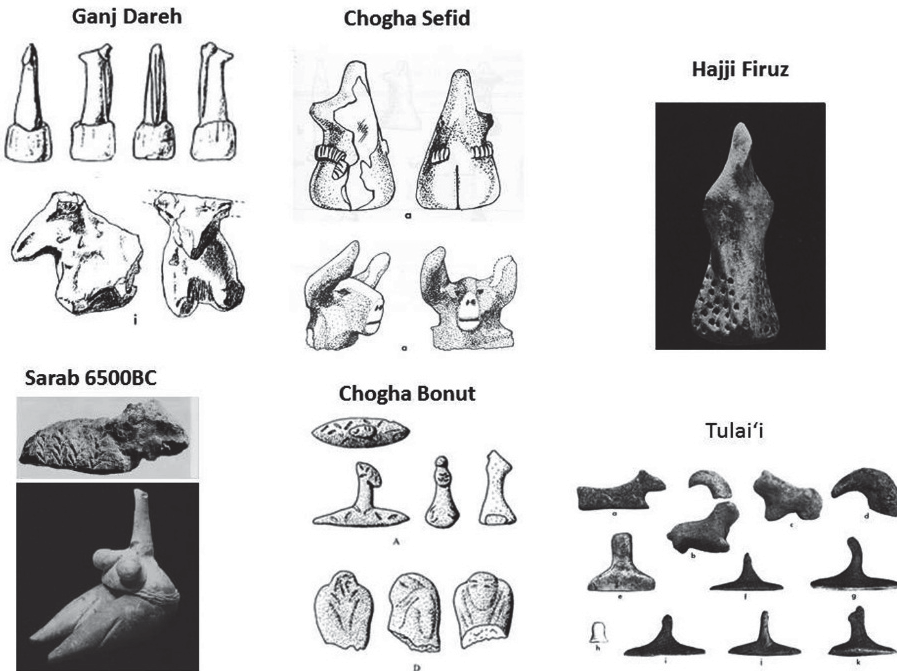 Ganj Dareh
Chogha Sefid
Hajji Firuz
a
i
a
Sarab 6500BC
Chogha Bonut
Tulai‘i
A
a
b
c
d
e
f
g
D
h
i
j
k